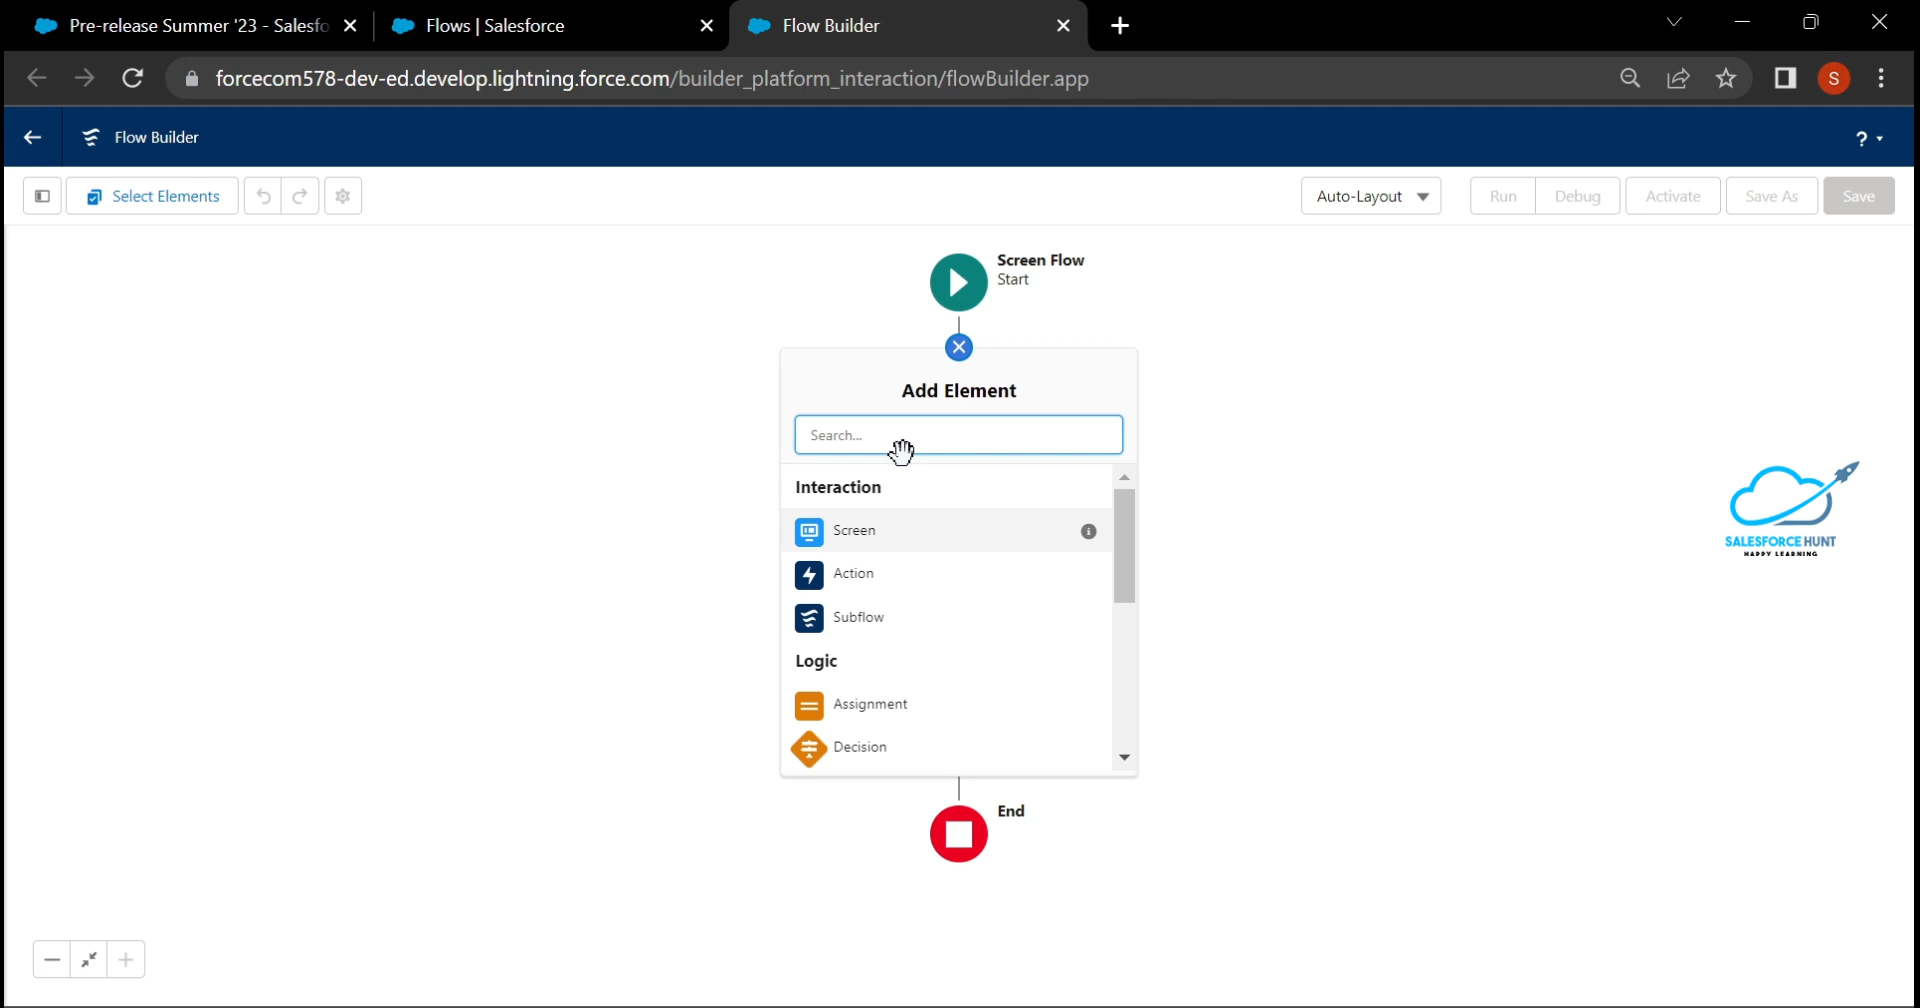 Pre-release Summer '23 - Salesfo
Flows | Salesforce
Flow Builder
forcecom578-dev-ed.develop.lightning.force.com/builder_platform_interaction/flowBuilder.app
S
Flow Builder
?
Select Elements
Auto-Layout
Run
Debug
Activate
Save As
Save
Screen Flow
Start
Add Element
Search...
Interaction
Screen
Action
Subflow
Logic
Assignment
Decision
End
SALESFORCE HUNT
HAPPY LEARNING